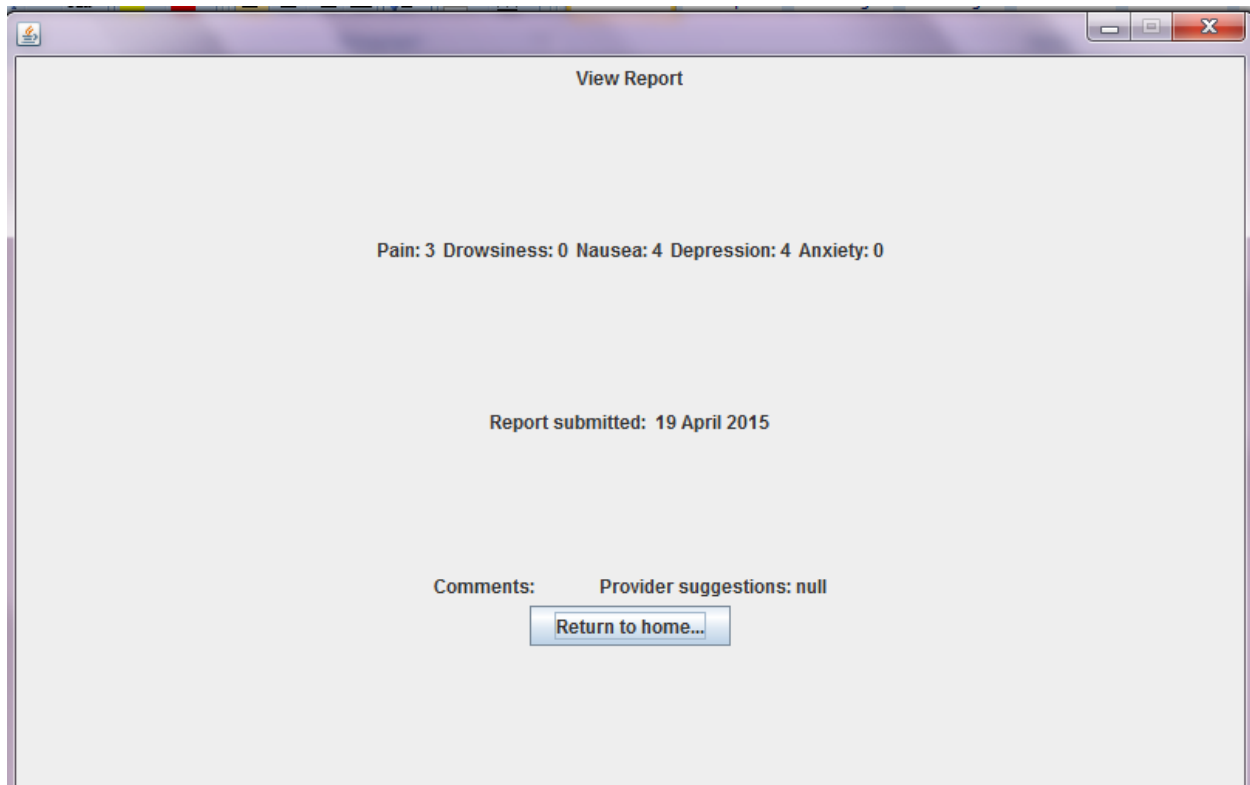 View Report
Pain: 3 Drowsiness: 0 Nausea: 4 Depression: 4 Anxiety: 0
Report submitted: 19 April 2015
Comments: Provider suggestions: null
Return to home...